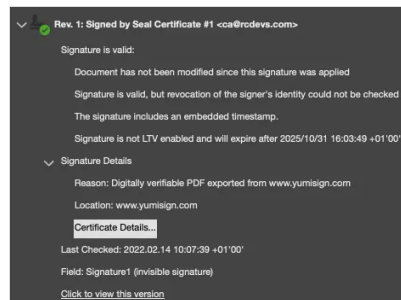 Rev. 1: Signed by Seal Certificate #1 <ca@rcdevs.com>
Signature is valid:
Document has not been modified since this signature was applied
Signature is valid, but revocation of the signer's identity could not be checked
The signature includes an embedded timestamp.
Signature is not LTV enabled and will expire after 2025/10/31 16:03:49 +01'00'
Signature Details
Reason: Digitally verifiable PDF exported from www.yumisign.com
Location: www.yumisign.com
Certificate Details...
Last Checked: 2022.02.14 10:07:39 +01'00'
Field: Signature1 (invisible signature)
Click to view this version